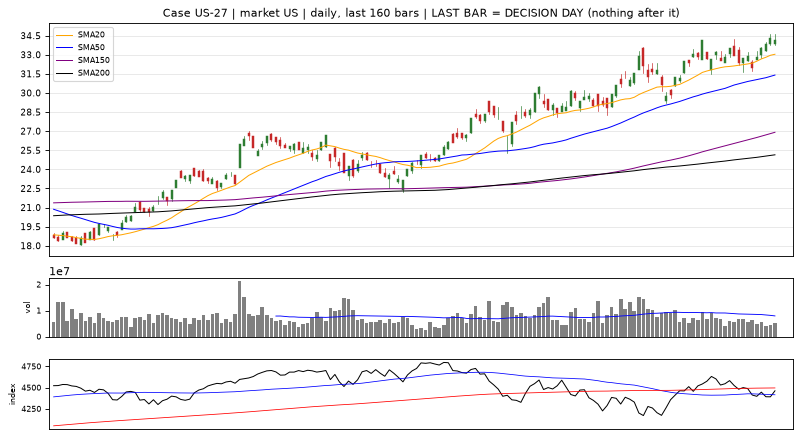 Case US-27 | market US | daily, last 160 bars | LAST BAR = DECISION DAY (nothing after it)
SMA20
SMA50
SMA150
SMA200
34.5
33.0
31.5
30.0
28.5
27.0
25.5
24.0
22.5
21.0
19.5
18.0
1e7
vol
2
1
0
index
4750
4500
4250